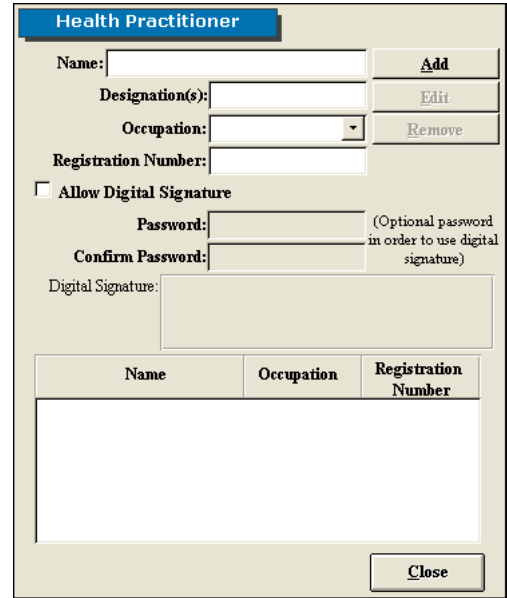 Health Practitioner
Name: Add
Designation(s): Edit
Occupation: Remove
Registration Number:
Allow Digital Signature
Password: (Optional password
in order to use digital
Confirm Password: signature)
Digital Signature:
Name Occupation Registration
Number
Close